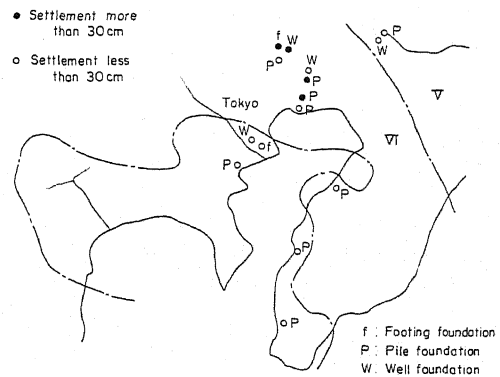 ● Settlement more
than 30cm
○ Settlement less
than 30cm
f W
P
W
P
P
P
P
W
Tokyo
W
f
P
V
VI
P
P
P
f : Footing foundation
P : Pile foundation
W : Well foundation